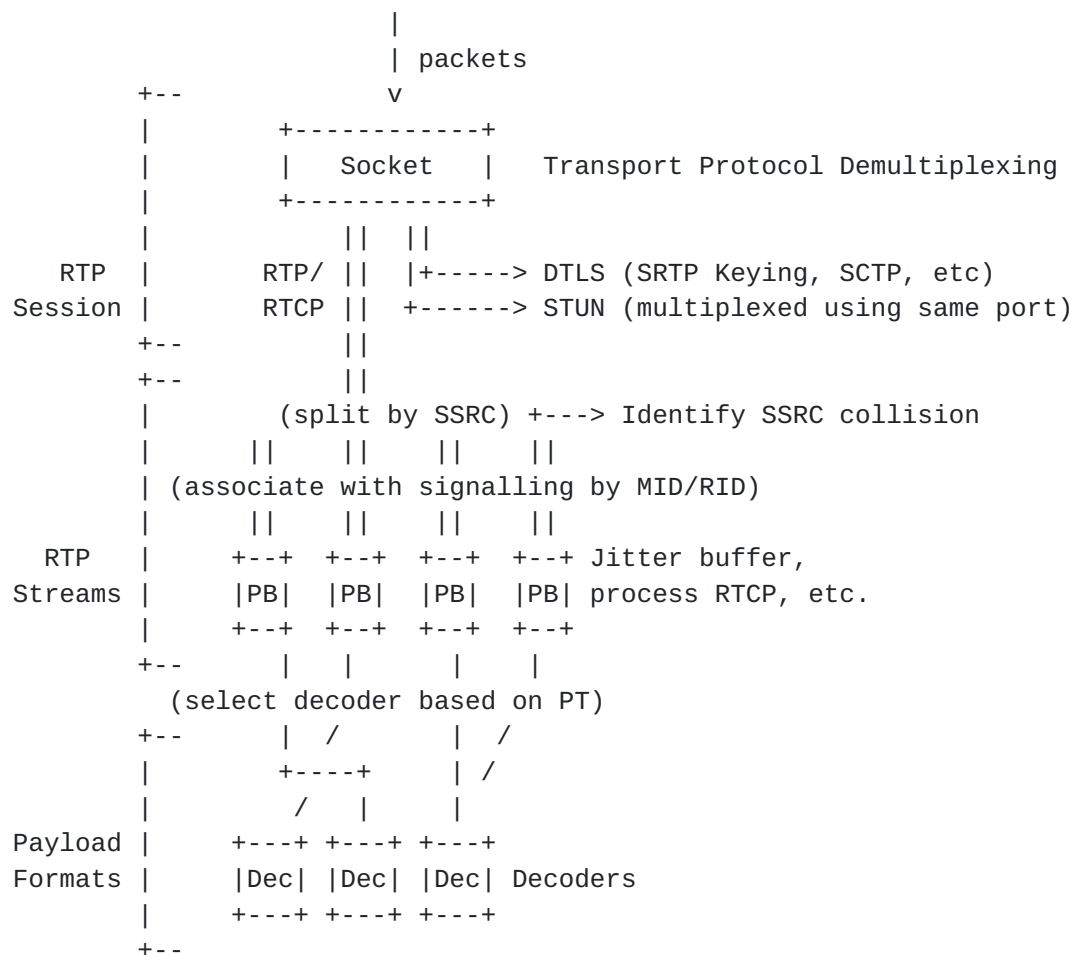 |
                   | packets
       +--         v
       |        +------------+
       |        |   Socket   |   Transport Protocol Demultiplexing
       |        +------------+
       |            || ||
  RTP  |       RTP/ || |+-----> DTLS (SRTP Keying, SCTP, etc)
Session |      RTCP || +------> STUN (multiplexed using same port)
       +--          ||
       +--          ||
       |        (split by SSRC) +---> Identify SSRC collision
       |      ||    ||    ||    ||
       | (associate with signalling by MID/RID)
       |      ||    ||    ||    ||
  RTP  |     +--+  +--+  +--+  +--+ Jitter buffer,
Streams |    |PB|  |PB|  |PB|  |PB| process RTCP, etc.
       |     +--+  +--+  +--+  +--+
       +--      |   |      |    |
         (select decoder based on PT)
       +--      |  /       |  /
       |        +----+     | /
       |         /   |     |
Payload |    +---+ +---+ +---+
Formats |    |Dec| |Dec| |Dec| Decoders
       |     +---+ +---+ +---+
       +--